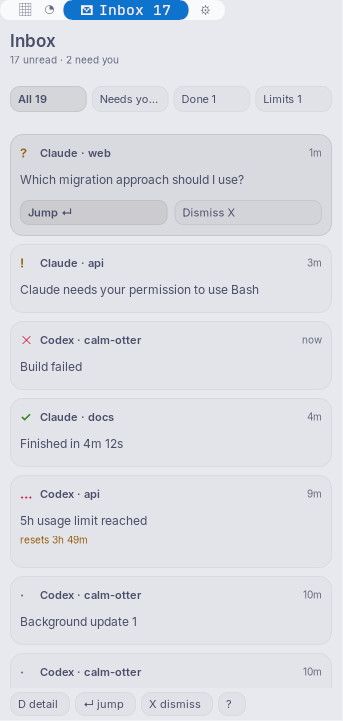 Inbox 17
Inbox
17 unread · 2 need you
All 19
Needs yo...
Done 1
Limits 1
? Claude · web 1m
Which migration approach should I use?
Jump ↵
Dismiss X
! Claude · api 3m
Claude needs your permission to use Bash
× Codex · calm-otter now
Build failed
✓ Claude · docs 4m
Finished in 4m 12s
... Codex · api 9m
5h usage limit reached
resets 3h 49m
· Codex · calm-otter 10m
Background update 1
· Codex · calm-otter 10m
D detail
↵ jump
X dismiss
?